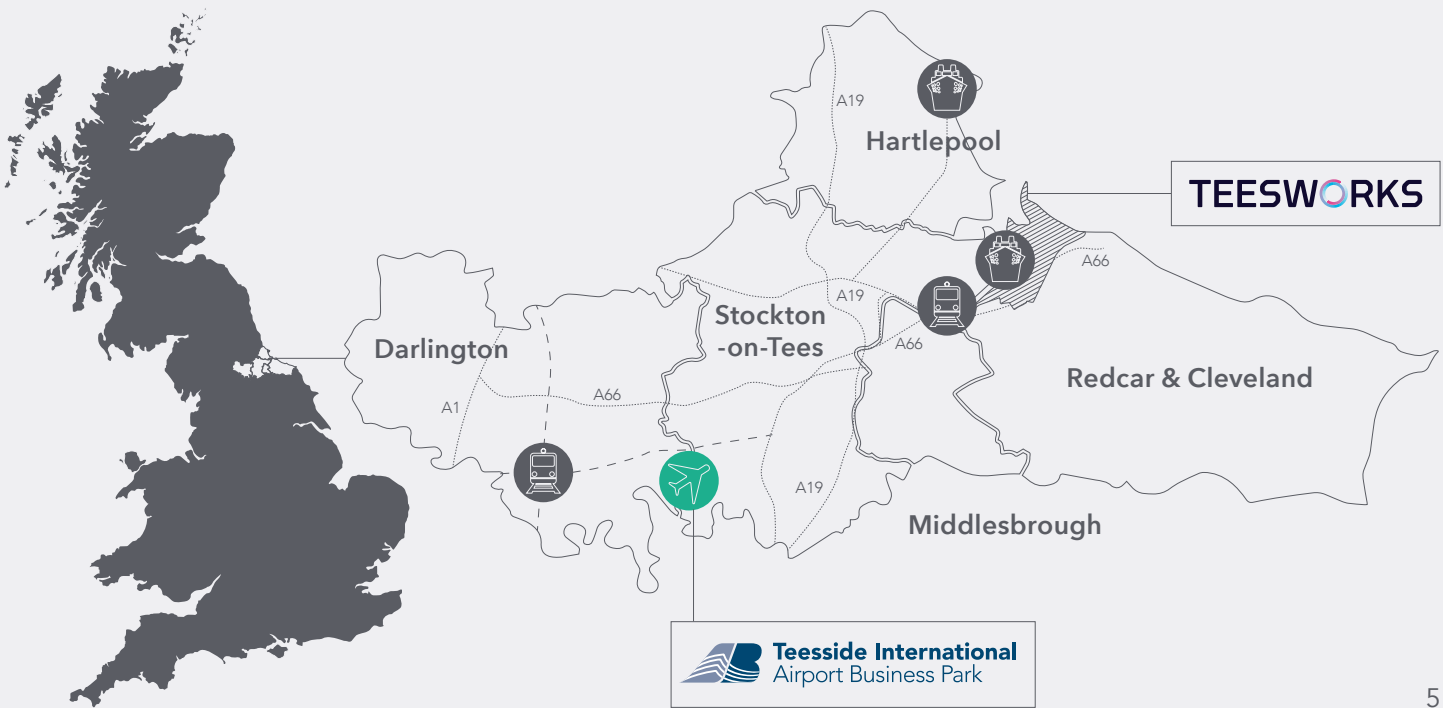 A19
Hartlepool
TEESWORKS
A66
A19
Stockton
-on-Tees
Darlington
A66
Redcar & Cleveland
A66
A1
A19
Middlesbrough
Teesside International
Airport Business Park
5